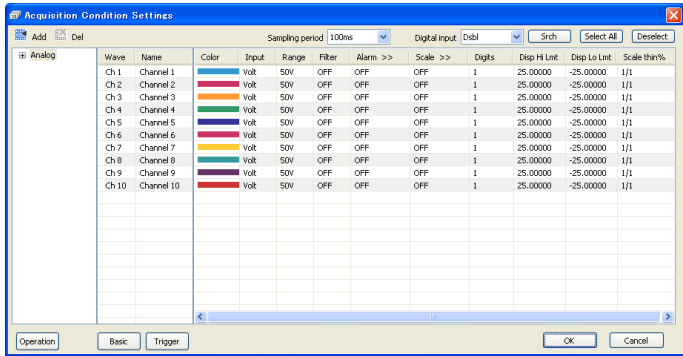 Acquisition Condition Settings
Add Del Sampling period 100ms Digital input Dsbl Srch Select All Deselect
Analog Wave Name Color Input Range Filter Alarm >> Scale >> Digits Disp Hi Lmt Disp Lo Lmt Scale thin%
Ch 1 Channel 1 Volt 50V OFF OFF OFF 1 25.00000 -25.00000 1/1
Ch 2 Channel 2 Volt 50V OFF OFF OFF 1 25.00000 -25.00000 1/1
Ch 3 Channel 3 Volt 50V OFF OFF OFF 1 25.00000 -25.00000 1/1
Ch 4 Channel 4 Volt 50V OFF OFF OFF 1 25.00000 -25.00000 1/1
Ch 5 Channel 5 Volt 50V OFF OFF OFF 1 25.00000 -25.00000 1/1
Ch 6 Channel 6 Volt 50V OFF OFF OFF 1 25.00000 -25.00000 1/1
Ch 7 Channel 7 Volt 50V OFF OFF OFF 1 25.00000 -25.00000 1/1
Ch 8 Channel 8 Volt 50V OFF OFF OFF 1 25.00000 -25.00000 1/1
Ch 9 Channel 9 Volt 50V OFF OFF OFF 1 25.00000 -25.00000 1/1
Ch 10 Channel 10 Volt 50V OFF OFF OFF 1 25.00000 -25.00000 1/1
Operation Basic Trigger OK Cancel